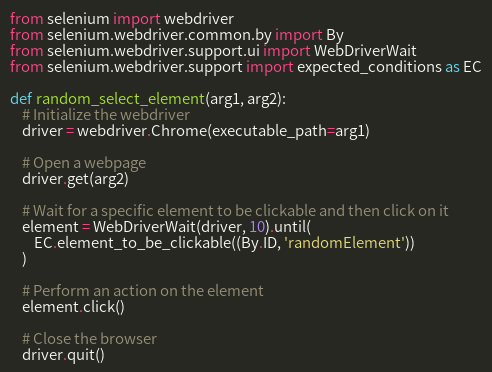 from selenium import webdriver
from selenium.webdriver.common.by import By
from selenium.webdriver.support.ui import WebDriverWait
from selenium.webdriver.support import expected_conditions as EC

def random_select_element(arg1, arg2):
    # Initialize the webdriver
    driver = webdriver.Chrome(executable_path=arg1)

    # Open a webpage
    driver.get(arg2)

    # Wait for a specific element to be clickable and then click on it
    element = WebDriverWait(driver, 10).until(
        EC.element_to_be_clickable((By.ID, 'randomElement'))
    )

    # Perform an action on the element
    element.click()

    # Close the browser
    driver.quit()